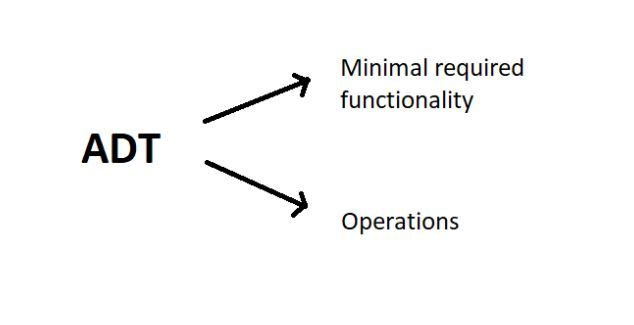 Minimal required
functionality
ADT
Operations